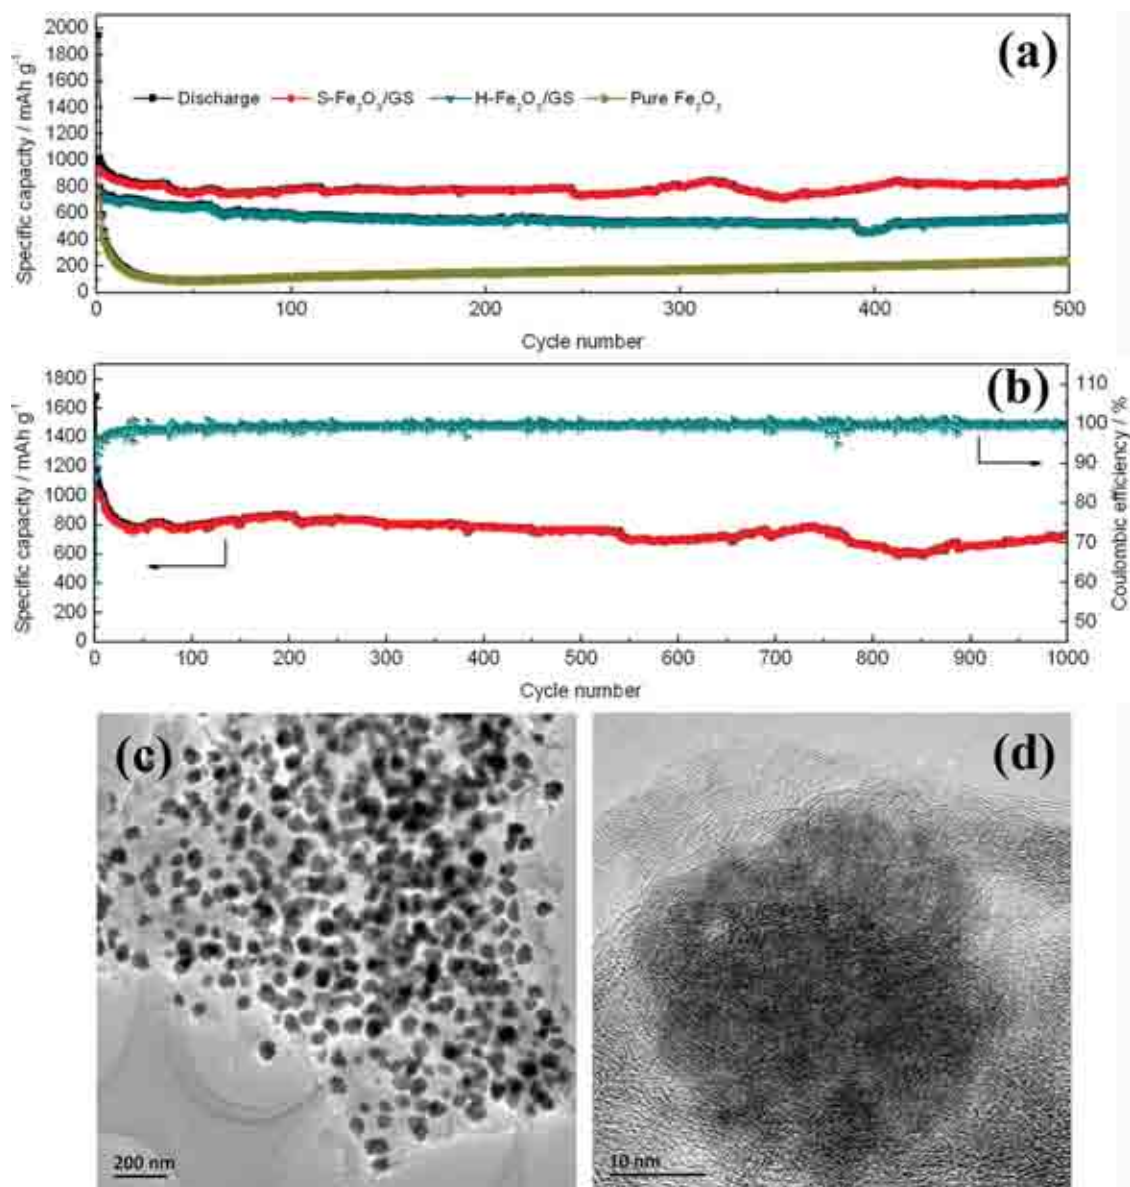 (a)
Specific capacity / mAh g⁻¹
2000
1800
1600
1400
1200
1000
800
600
400
200
0
Discharge S-Fe₂O₃/GS H-Fe₂O₃/GS Pure Fe₂O₃
0 100 200 300 400 500
Cycle number
(b)
Specific capacity / mAh g⁻¹
1800
1600
1400
1200
1000
800
600
400
200
0
110
100
90
80
70
60
50
Coulombic efficiency / %
0 100 200 300 400 500 600 700 800 900 1000
Cycle number
(c) (d)
200 nm 10 nm